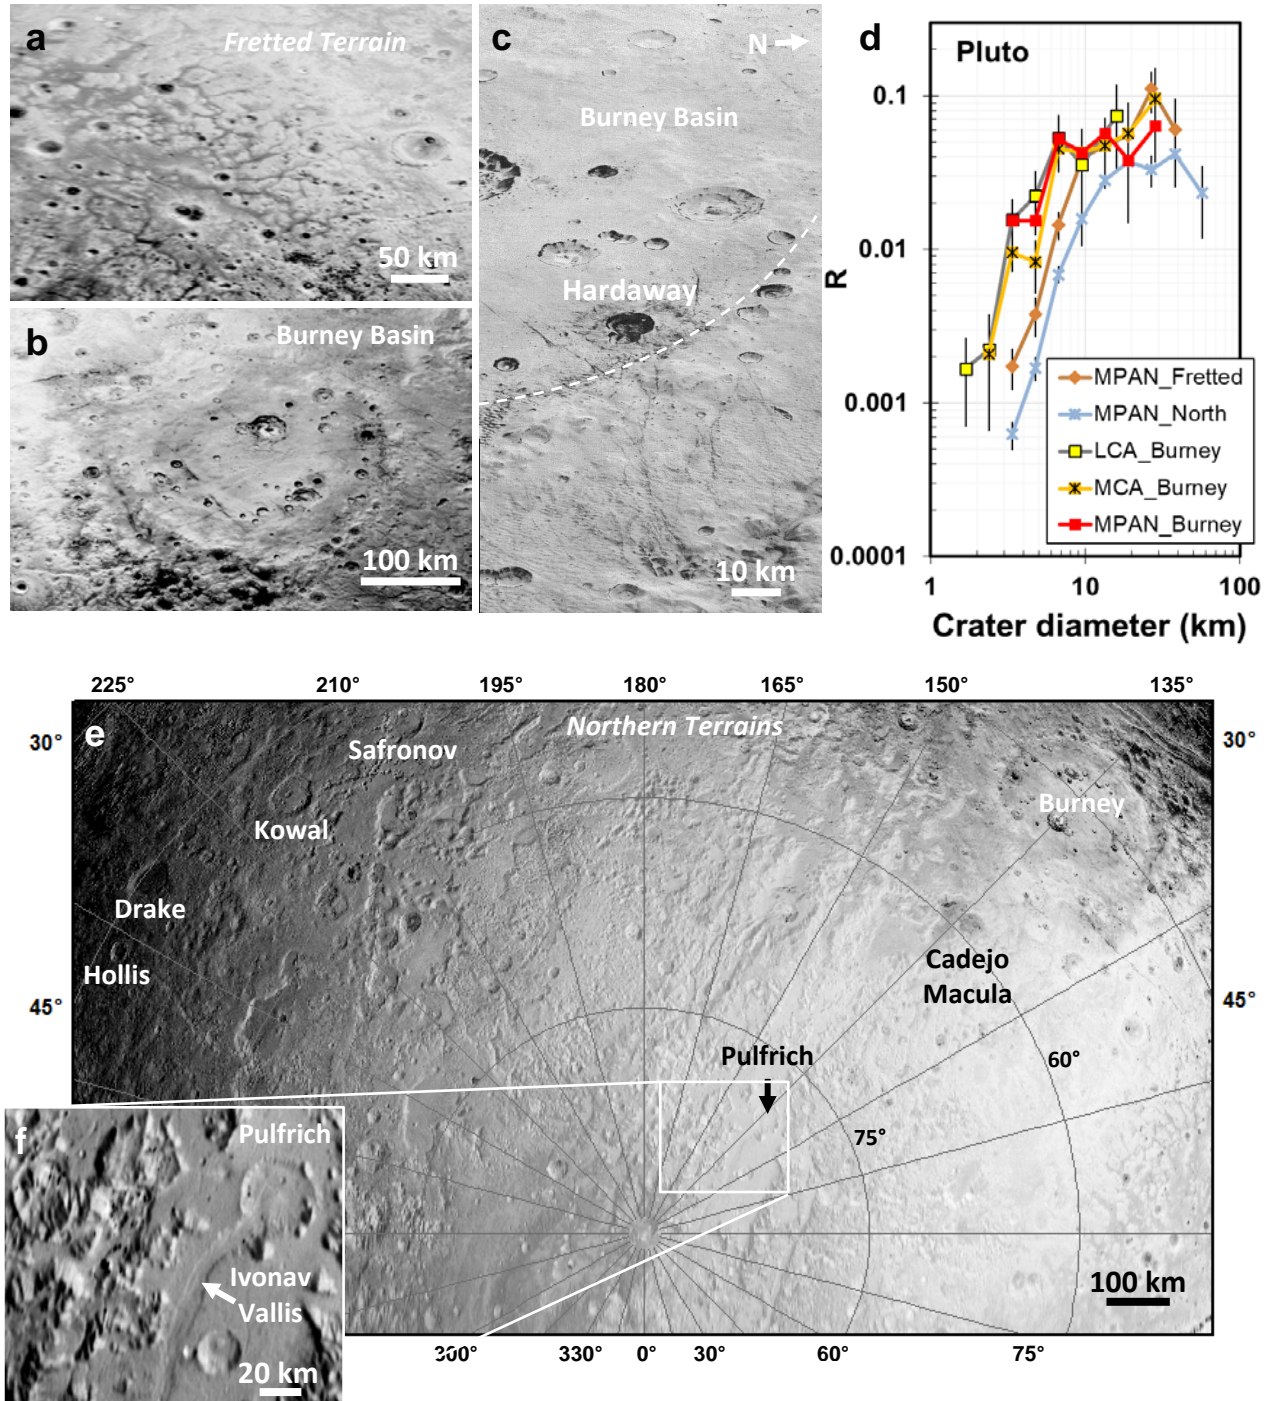 a
Fretted Terrain
50 km
b
Burney Basin
100 km
c
N
Burney Basin
Hardaway
10 km
d
Pluto
0.1
0.01
0.001
0.0001
R
1
10
100
Crater diameter (km)
MPAN_Fretted
MPAN_North
LCA_Burney
MCA_Burney
MPAN_Burney
225°
210°
195°
180°
165°
150°
135°
30°
30°
e
Northern Terrains
Safronov
Kowal
Burney
Drake
Hollis
Cadejo
Macula
45°
45°
Pulfrich
60°
75°
100 km
f
Pulfrich
Ivonav
Vallis
20 km
300°
330°
0°
30°
60°
75°